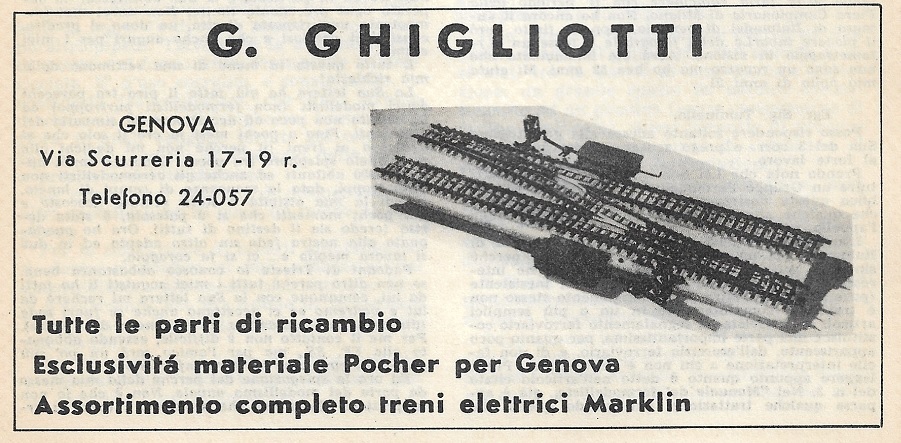 G. GHIGLIOTTI
GENOVA
Via Scurreria 17-19 r.
Telefono 24-057
Tutte le parti di ricambio
Esclusivitá materiale Pocher per Genova
Assortimento completo treni elettrici Marklin